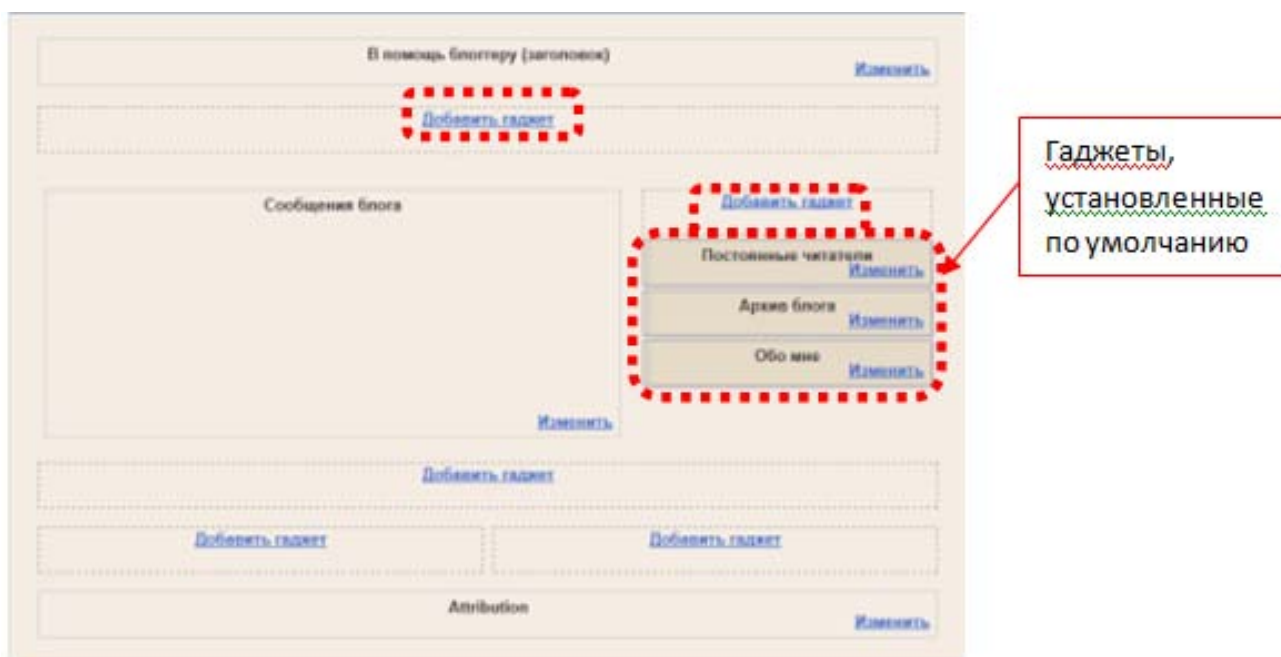 В помощь блоггеру (заголовок)
Изменить
Добавить гаджет
Сообщения блога
Изменить
Добавить гаджет
Постоянные читатели
Изменить
Архив блога
Изменить
Обо мне
Изменить
Гаджеты,
установленные
по умолчанию
Добавить гаджет
Добавить гаджет
Добавить гаджет
Attribution
Изменить